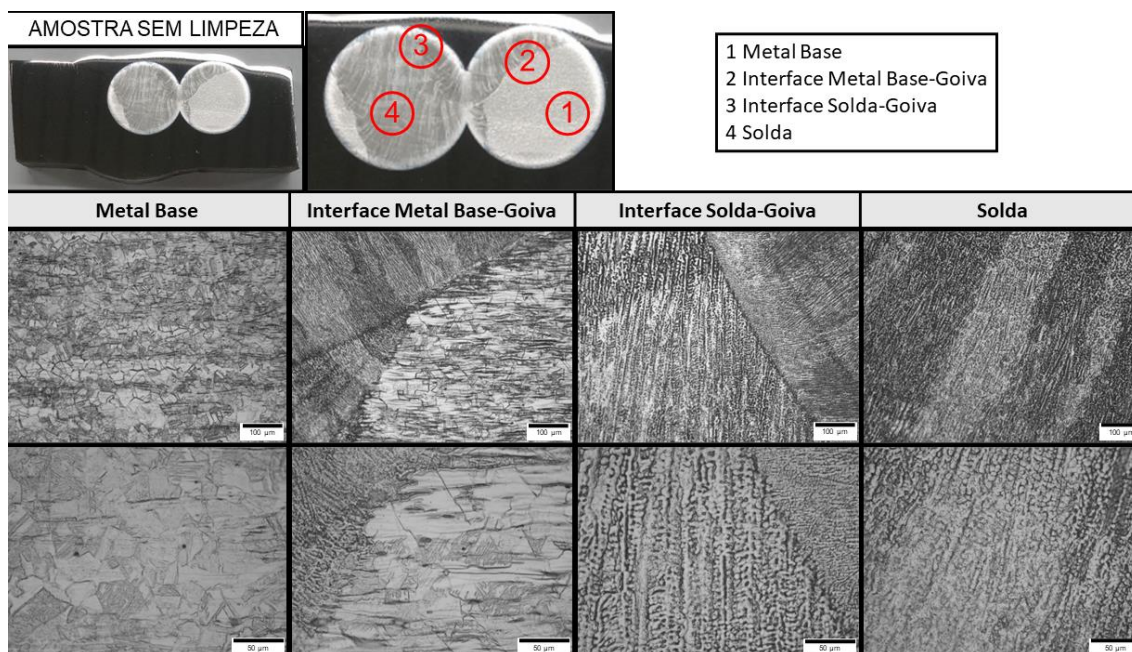 AMOSTRA SEM LIMPEZA
3
2
4
1
1 Metal Base
2 Interface Metal Base-Goiva
3 Interface Solda-Goiva
4 Solda
Metal Base
Interface Metal Base-Goiva
Interface Solda-Goiva
Solda
100 µm
100 µm
100 µm
100 µm
50 µm
50 µm
50 µm
50 µm